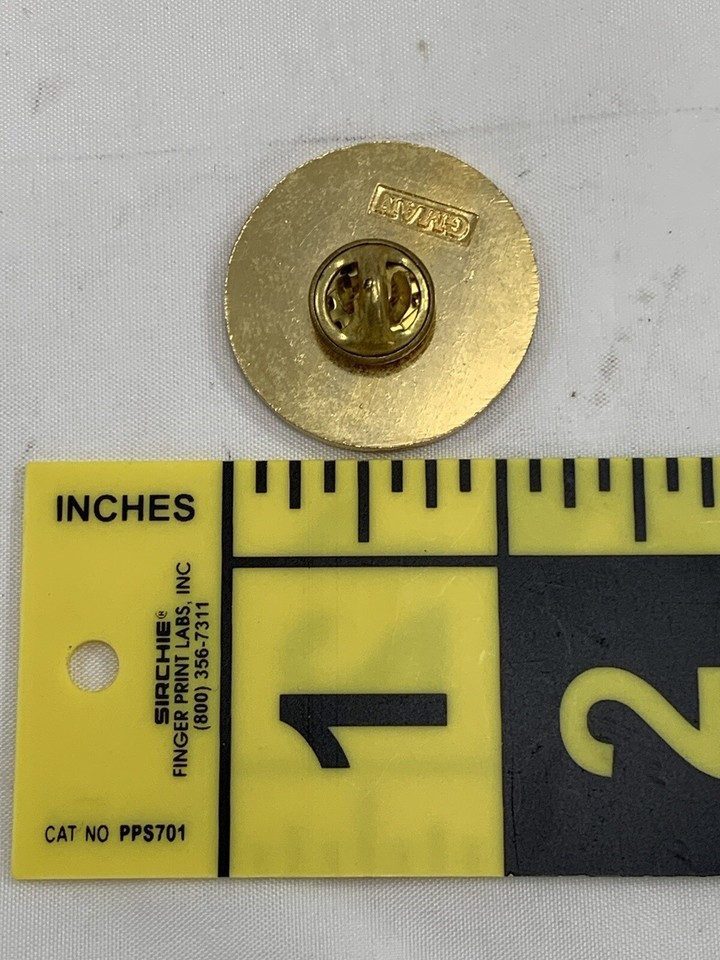 INCHES
SIRCHIE®
FINGER PRINT LABS, INC
(800) 356-7311
1
2
CAT NO PPS701